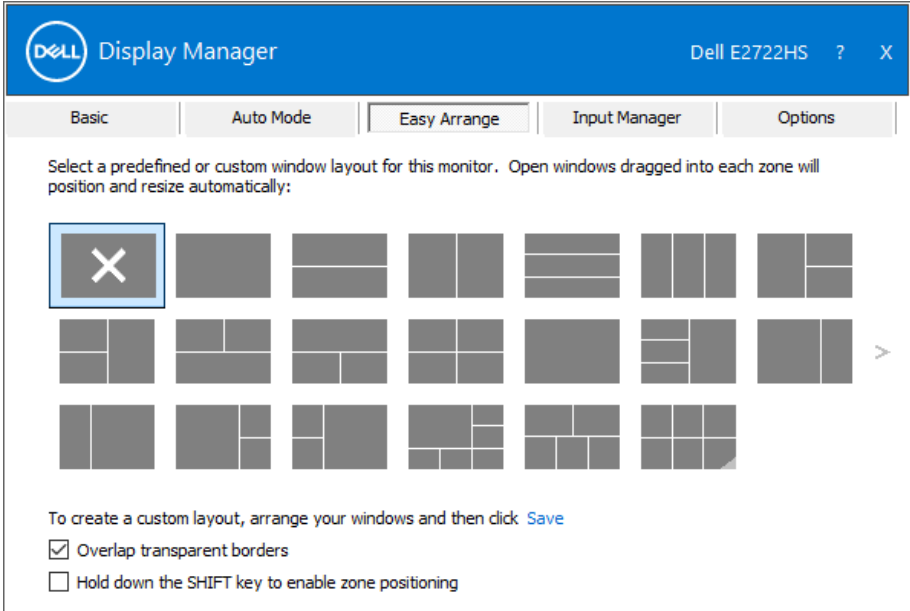 DELL Display Manager Dell E2722HS ? X
Basic Auto Mode Easy Arrange Input Manager Options
Select a predefined or custom window layout for this monitor. Open windows dragged into each zone will
position and resize automatically:
>
To create a custom layout, arrange your windows and then click Save
Overlap transparent borders
Hold down the SHIFT key to enable zone positioning